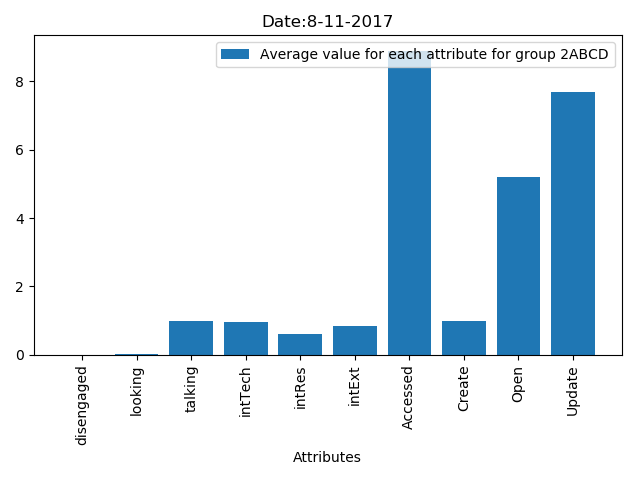 Date:8-11-2017
Average value for each attribute for group 2ABCD
8
6
4
2
0
disengaged
looking
talking
intTech
intRes
intExt
Accessed
Create
Open
Update
Attributes